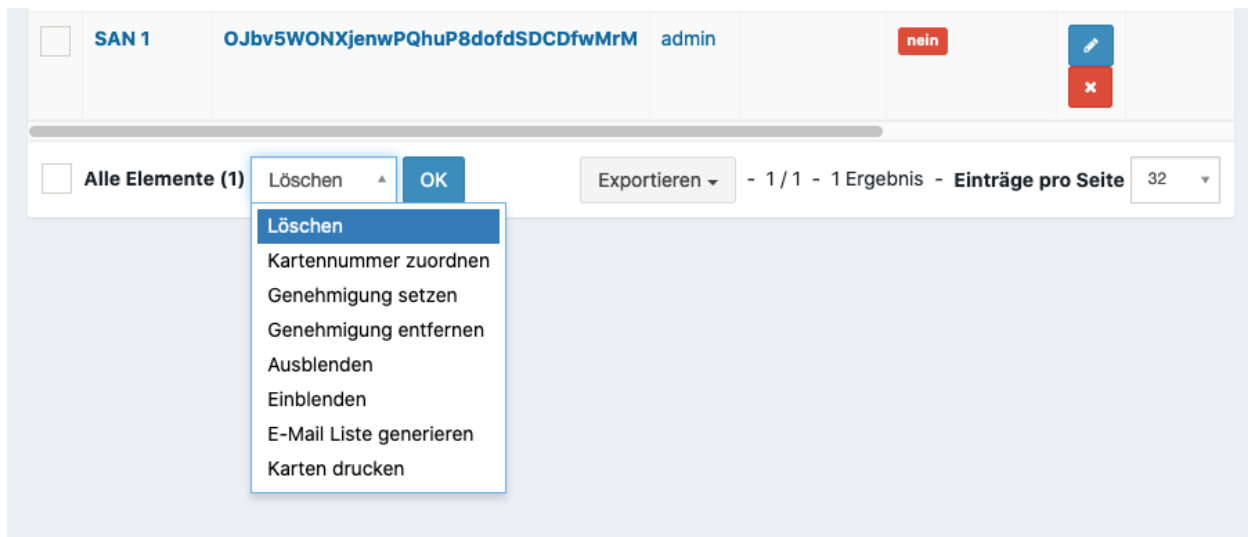 SAN 1 OJbv5WONXjenwPQhuP8dofdSDCDfwMrM admin nein
Alle Elemente (1) Löschen OK Exportieren - 1 / 1 - 1 Ergebnis - Einträge pro Seite 32
Löschen
Kartennummer zuordnen
Genehmigung setzen
Genehmigung entfernen
Ausblenden
Einblenden
E-Mail Liste generieren
Karten drucken